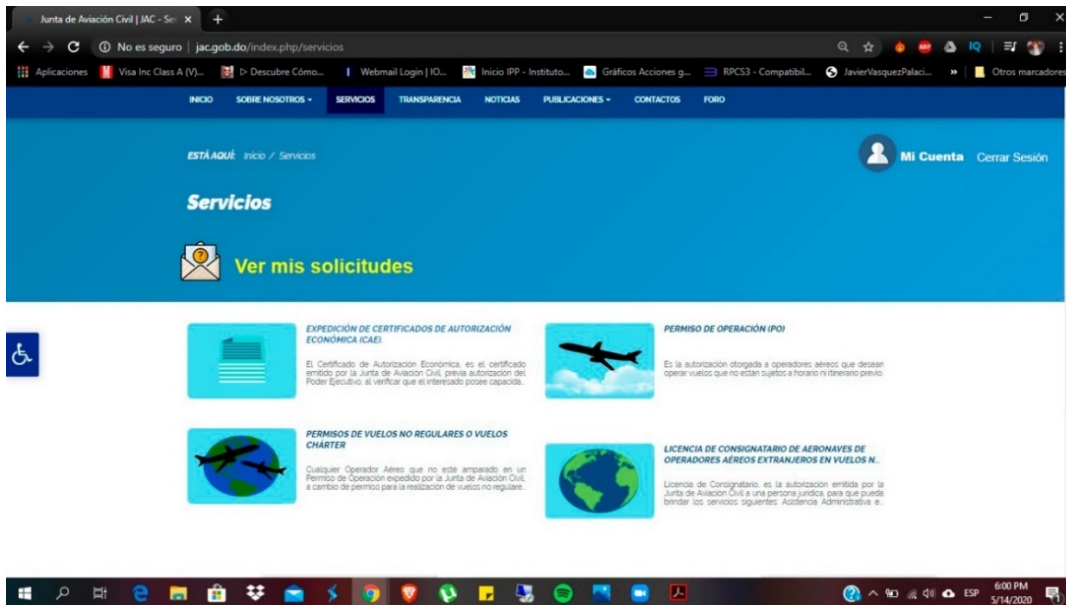 Junta de Aviación Civil | JAC - Ser
No es seguro | jac.gob.do/index.php/servicios
Aplicaciones Visa Inc Class A (V)... Descubre Cómo... Webmail Login | IO... Inicio IPP - Instituto... Gráficos Acciones g... RPCS3 - Compatibil... JavierVasquezPalaci... » Otros marcadores
INICIO SOBRE NOSOTROS SERVICIOS TRANSPARENCIA NOTICIAS PUBLICACIONES CONTACTOS FORO
ESTÁ AQUÍ: Inicio / Servicios
Mi Cuenta Cerrar Sesión
Servicios
Ver mis solicitudes
EXPEDICIÓN DE CERTIFICADOS DE AUTORIZACIÓN
ECONÓMICA (CAE).
El Certificado de Autorización Económica, es el certificado
emitido por la Junta de Aviación Civil, previa autorización del
Poder Ejecutivo, al verificar que el interesado posee capacida...
PERMISO DE OPERACIÓN (PO)
Es la autorización otorgada a operadores aéreos que desean
operar vuelos que no están sujetos a horario ni itinerario previo.
PERMISOS DE VUELOS NO REGULARES O VUELOS
CHÁRTER
Cualquier Operador Aéreo que no esté amparado en un
Permiso de Operación expedido por la Junta de Aviación Civil,
a cambio de permiso para la realización de vuelos no regulare...
LICENCIA DE CONSIGNATARIO DE AERONAVES DE
OPERADORES AÉREOS EXTRANJEROS EN VUELOS N...
Licencia de Consignatario, es la autorización emitida por la
Junta de Aviación Civil a una persona jurídica, para que pueda
brindar los servicios siguientes: Asistencia Administrativa e...
ESP
6:00 PM
5/14/2020